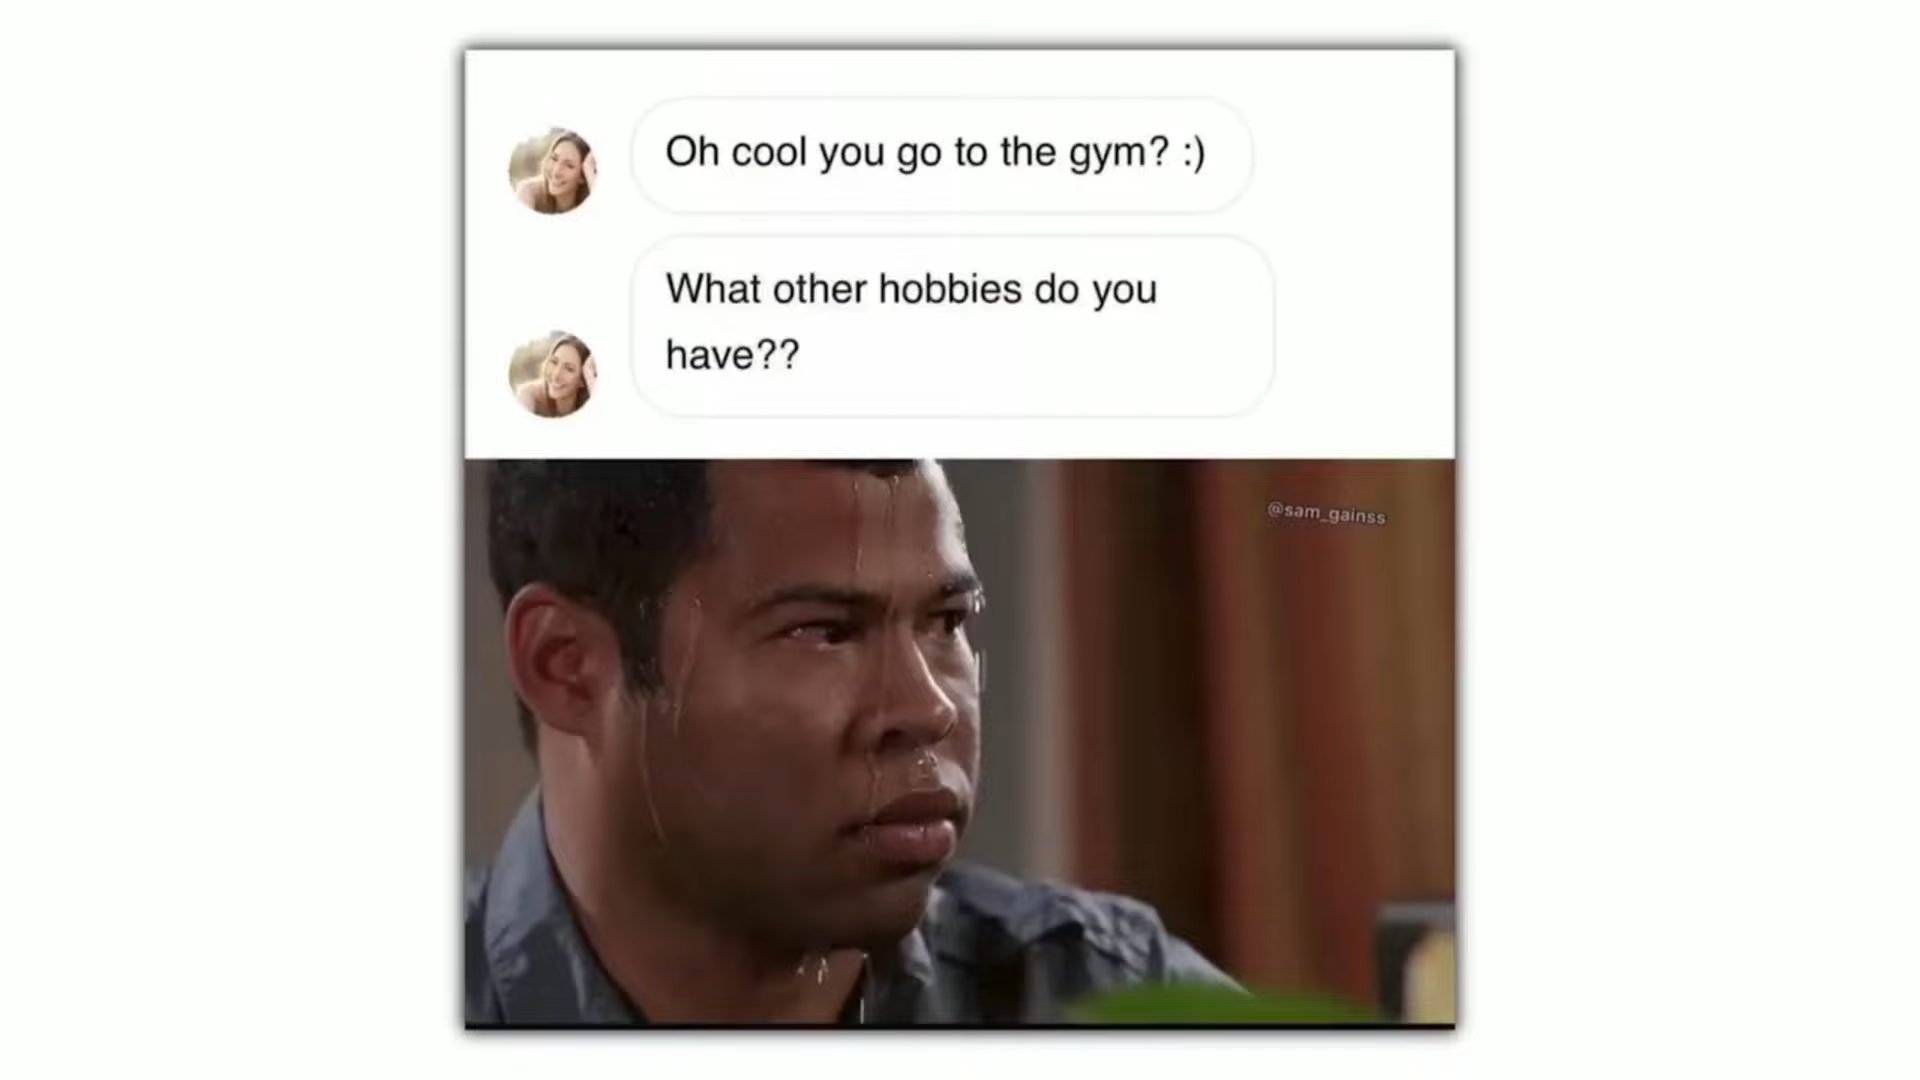 Oh cool you go to the gym? :)
What other hobbies do you
have??
@sam_gainss